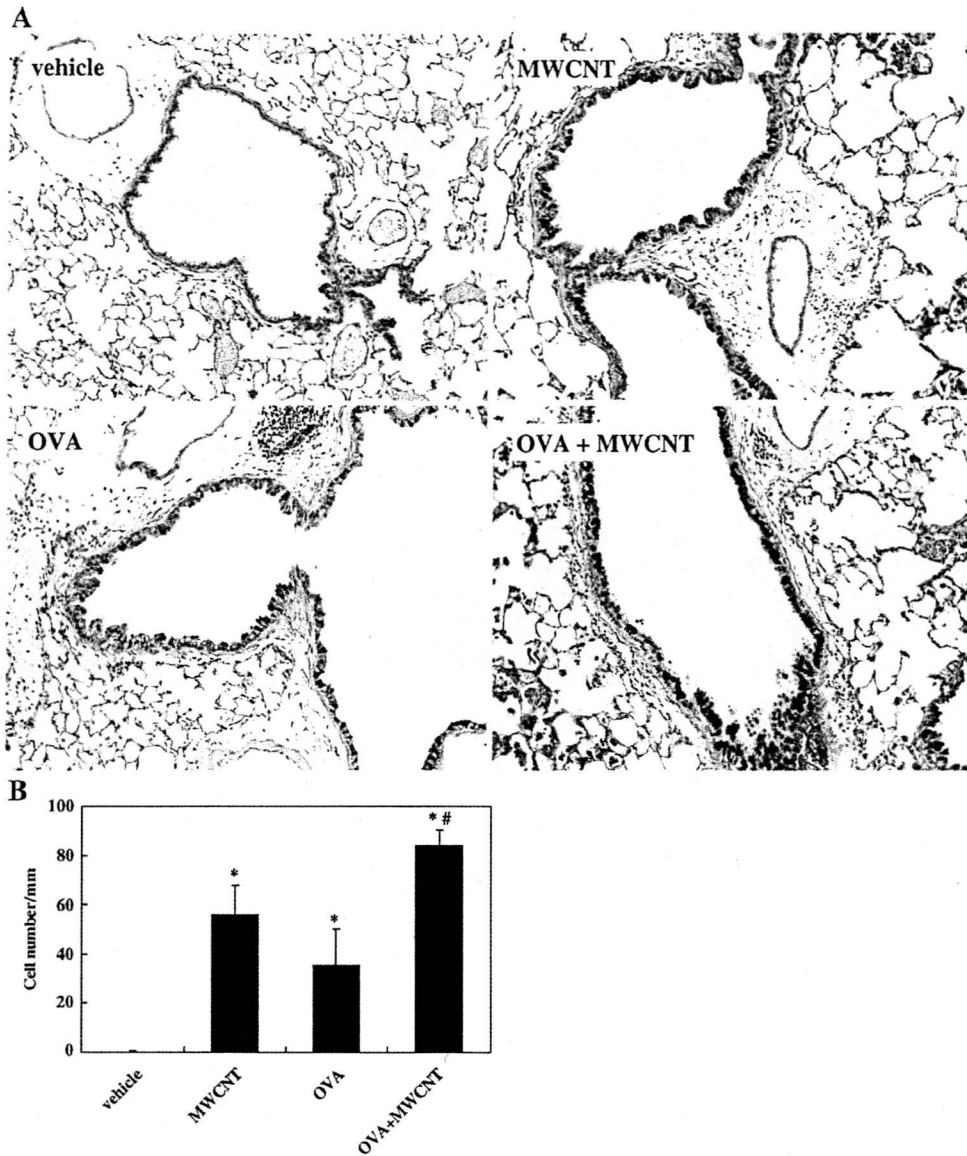 A
vehicle
MWCNT
OVA
OVA + MWCNT
B
100
80
60
40
20
0
Cell number/mm
*
*
* #
vehicle
MWCNT
OVA
OVA+MWCNT